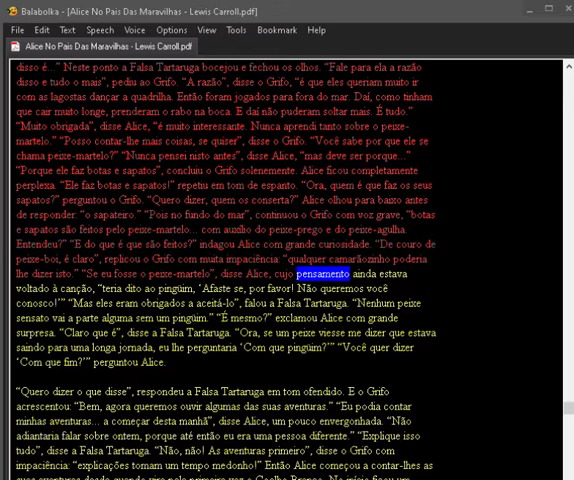 Balabolka - [Alice No Pais Das Maravilhas - Lewis Carroll.pdf]
File Edit Text Speech Voice Options View Tools Bookmark Help
Alice No Pais Das Maravilhas - Lewis Carroll.pdf
disso é...” Neste ponto a Falsa Tartaruga bocejou e fechou os olhos. “Fale para ela a razão
disso e tudo o mais”, pediu ao Grifo. “A razão”, disse o Grifo, “é que eles queriam muito ir
com as lagostas dançar a quadrilha. Então foram jogados para fora do mar. Daí, como tinham
que cair muito longe, prenderam o rabo na boca. E daí não puderam soltar mais. É tudo.”
“Muito obrigada”, disse Alice, “é muito interessante. Nunca aprendi tanto sobre o peixe-
martelo.” “Posso contar-lhe mais coisas, se quiser”, disse o Grifo. “Você sabe por que ele se
chama peixe-martelo?” “Nunca pensei nisto antes”, disse Alice, “mas deve ser porque...”
“Porque ele faz botas e sapatos”, concluiu o Grifo solenemente. Alice ficou completamente
perplexa. “Ele faz botas e sapatos!” repetiu em tom de espanto. “Ora, quem é que faz os seus
sapatos?” perguntou o Grifo. “Quero dizer, quem os conserta?” Alice olhou para baixo antes
de responder: “o sapateiro.” “Pois no fundo do mar”, continuou o Grifo com voz grave, “botas
e sapatos são feitos pelo peixe-martelo... com auxílio do peixe-prego e do peixe-agulha.
Entendeu?” “E do que é que são feitos?” indagou Alice com grande curiosidade. “De couro de
peixe-boi, é claro”, replicou o Grifo com muita impaciência: “qualquer camarãozinho poderia
lhe dizer isto.” “Se eu fosse o peixe-martelo”, disse Alice, cujo pensamento ainda estava
voltado à canção, “teria dito ao pingüim, ‘Afaste se, por favor! Não queremos você
conosco!’” “Mas eles eram obrigados a aceitá-lo”, falou a Falsa Tartaruga. “Nenhum peixe
sensato vai a parte alguma sem um pingüim.” “É mesmo?” exclamou Alice com grande
surpresa. “Claro que é”, disse a Falsa Tartaruga. “Ora, se um peixe viesse me dizer que estava
saindo para uma longa jornada, eu lhe perguntaria ‘Com que pingüim?’” “Você quer dizer
‘Com que fim?’” perguntou Alice.
“Quero dizer o que disse”, respondeu a Falsa Tartaruga em tom ofendido. E o Grifo
acrescentou: “Bem, agora queremos ouvir algumas das suas aventuras.” “Eu podia contar
minhas aventuras... a começar desta manhã”, disse Alice, um pouco envergonhada. “Não
adiantaria falar sobre ontem, porque até então eu era uma pessoa diferente.” “Explique isso
tudo”, disse a Falsa Tartaruga. “Não, não! As aventuras primeiro”, disse o Grifo com
impaciência: “explicações tomam um tempo medonho!” Então Alice começou a contar-lhes as